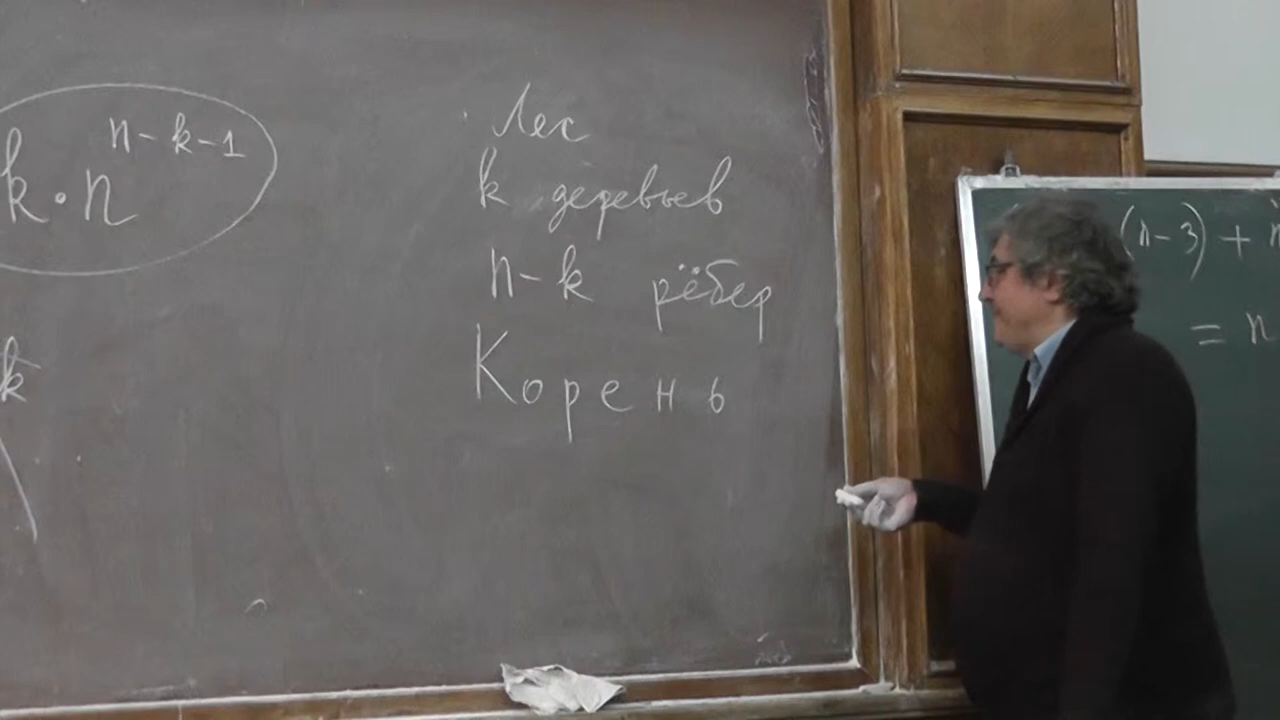 k · n^{n-k-1}
k
Лес
k деревьев
n-k рёбер
Корень
(n-3) + n
= n